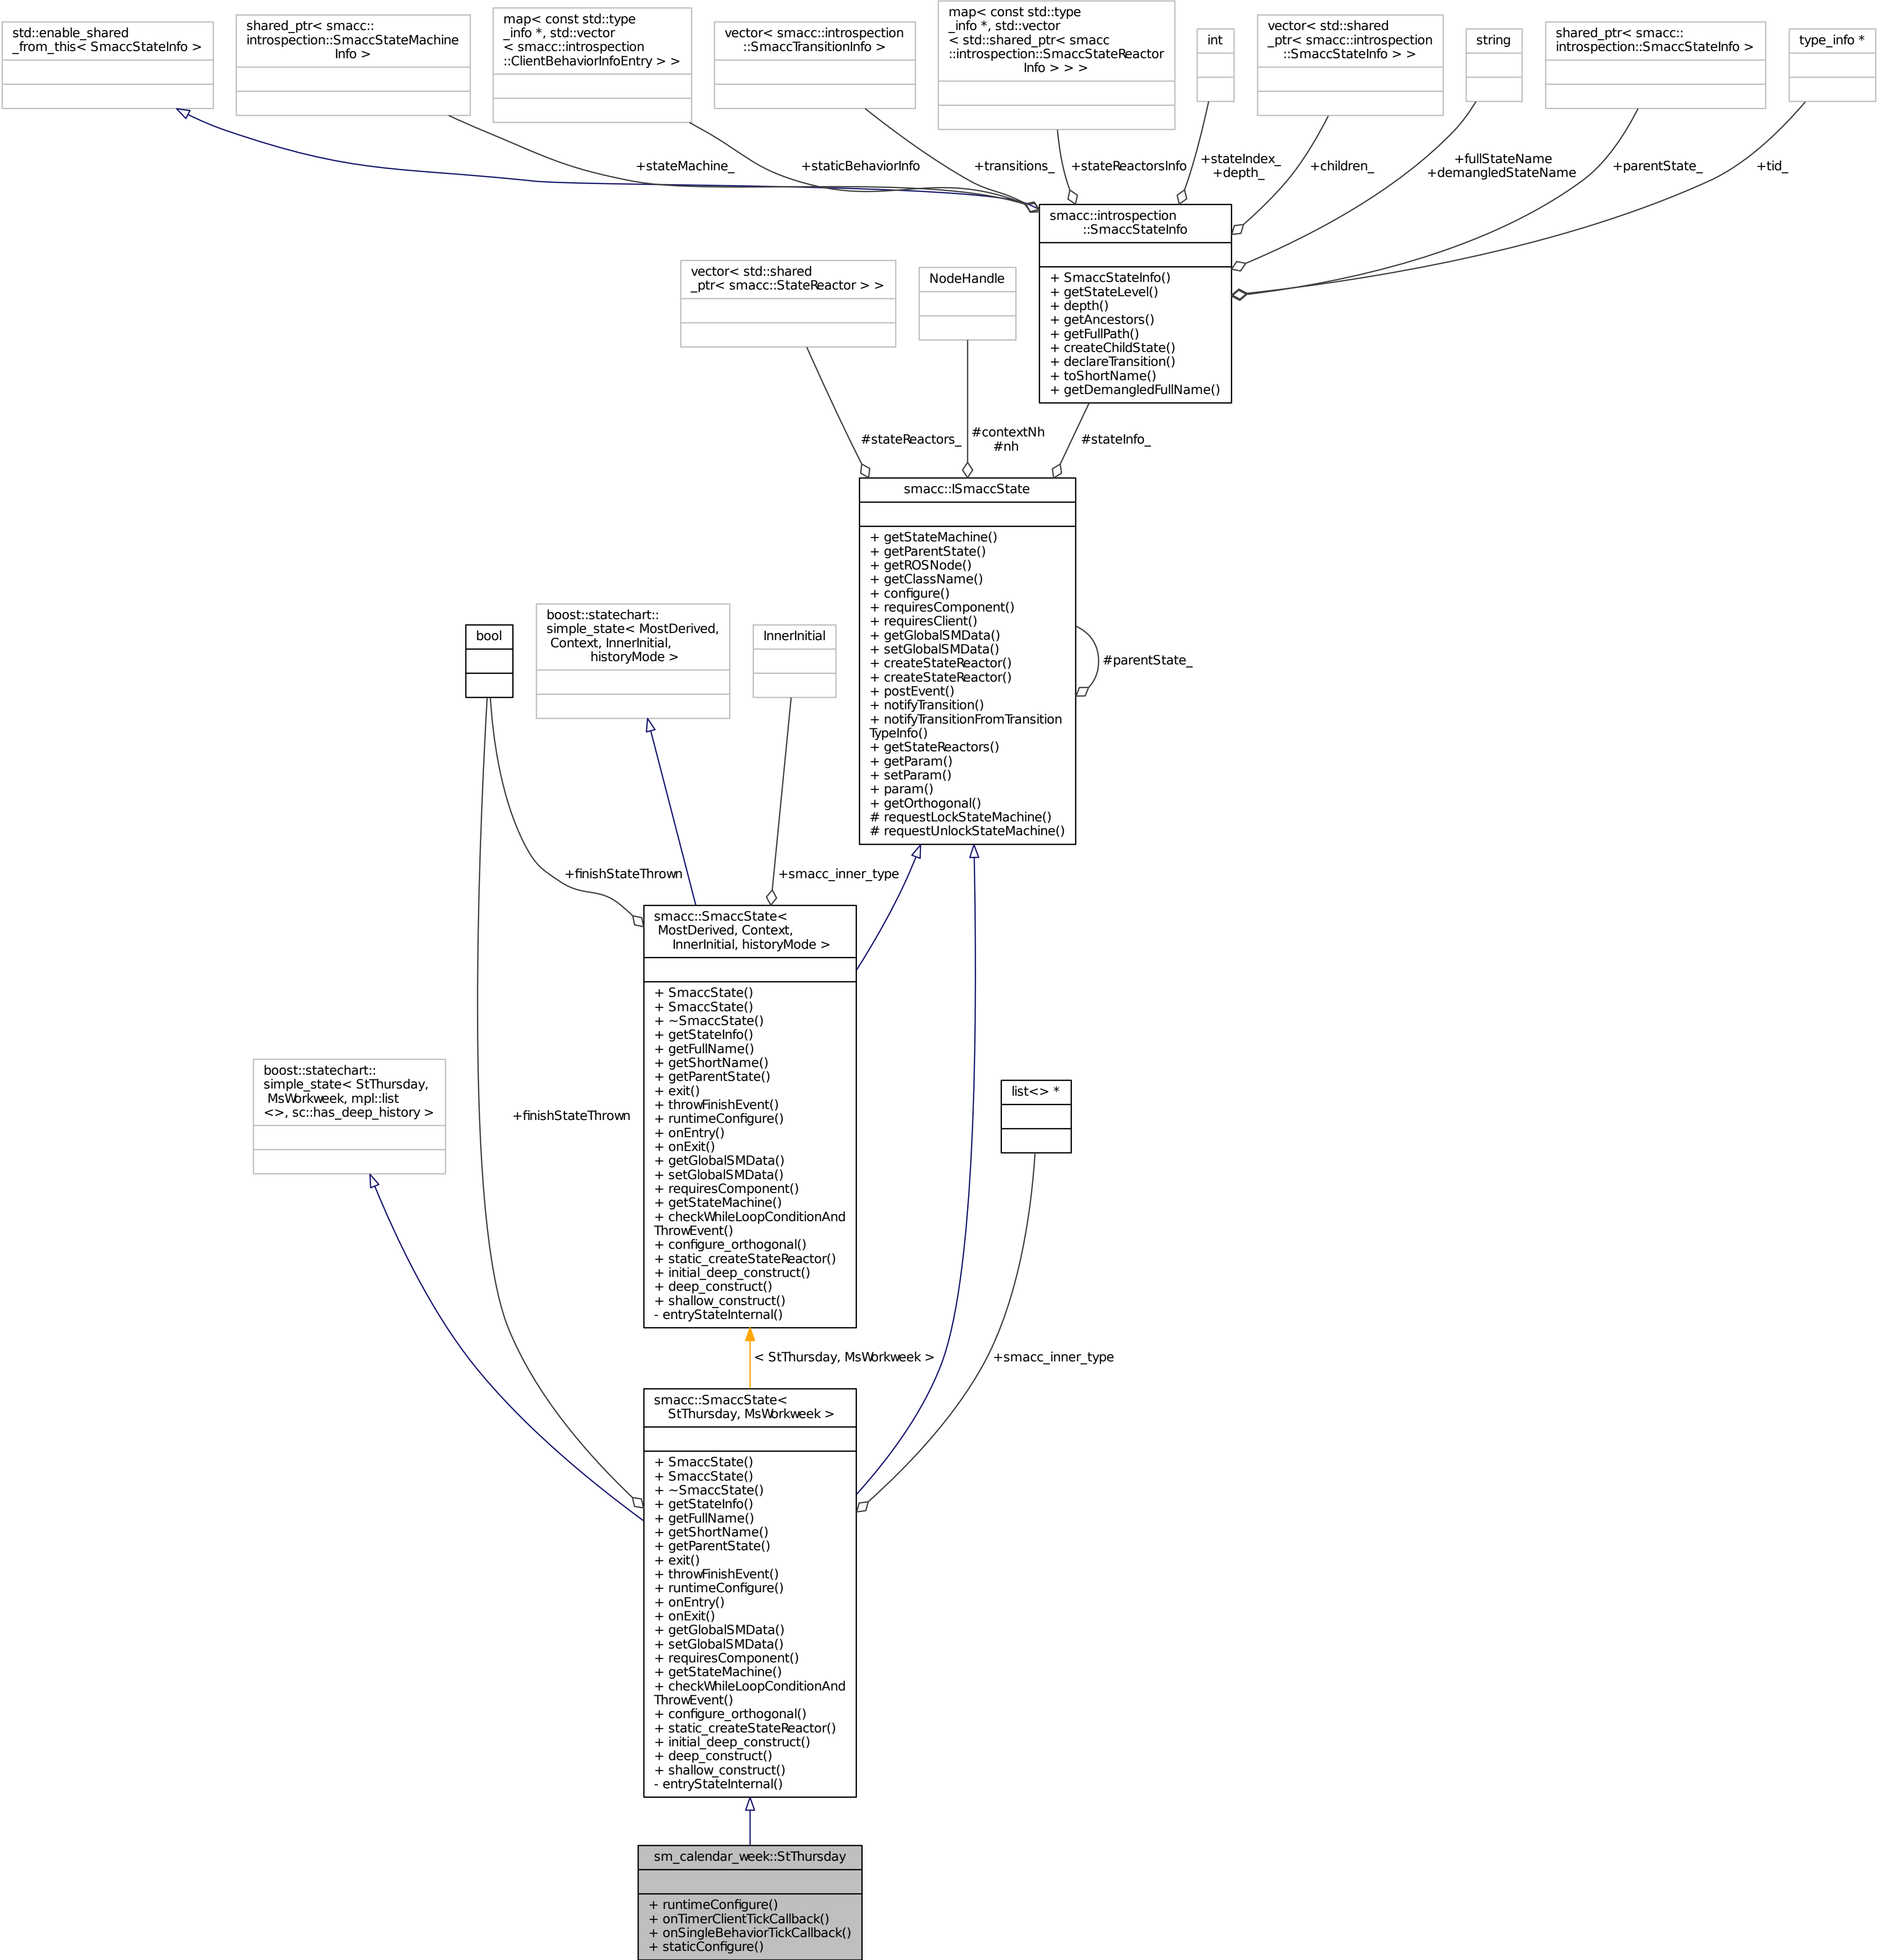 std::enable_shared
_from_this< SmaccStateInfo >
shared_ptr< smacc::
introspection::SmaccStateMachine
Info >
map< const std::type
_info *, std::vector
< smacc::introspection
::ClientBehaviorInfoEntry > >
vector< smacc::introspection
::SmaccTransitionInfo >
map< const std::type
_info *, std::vector
< std::shared_ptr< smacc
::introspection::SmaccStateReactor
Info > > >
int
vector< std::shared
_ptr< smacc::introspection
::SmaccStateInfo > >
string
shared_ptr< smacc::
introspection::SmaccStateInfo >
type_info *
+stateMachine_
+staticBehaviorInfo
+transitions_
+stateReactorsInfo
+stateIndex_
+depth_
+children_
+fullStateName
+demangledStateName
+parentState_
+tid_
smacc::introspection
::SmaccStateInfo
+ SmaccStateInfo()
+ getStateLevel()
+ depth()
+ getAncestors()
+ getFullPath()
+ createChildState()
+ declareTransition()
+ toShortName()
+ getDemangledFullName()
vector< std::shared
_ptr< smacc::StateReactor > >
NodeHandle
#stateReactors_
#contextNh
#nh
#stateInfo_
smacc::ISmaccState
+ getStateMachine()
+ getParentState()
+ getROSNode()
+ getClassName()
+ configure()
+ requiresComponent()
+ requiresClient()
+ getGlobalSMData()
+ setGlobalSMData()
+ createStateReactor()
+ createStateReactor()
+ postEvent()
+ notifyTransition()
+ notifyTransitionFromTransition
TypeInfo()
+ getStateReactors()
+ getParam()
+ setParam()
+ param()
+ getOrthogonal()
# requestLockStateMachine()
# requestUnlockStateMachine()
#parentState_
bool
boost::statechart::
simple_state< MostDerived,
Context, InnerInitial,
historyMode >
InnerInitial
+finishStateThrown
+smacc_inner_type
smacc::SmaccState<
MostDerived, Context,
InnerInitial, historyMode >
+ SmaccState()
+ SmaccState()
+ ~SmaccState()
+ getStateInfo()
+ getFullName()
+ getShortName()
+ getParentState()
+ exit()
+ throwFinishEvent()
+ runtimeConfigure()
+ onEntry()
+ onExit()
+ getGlobalSMData()
+ setGlobalSMData()
+ requiresComponent()
+ getStateMachine()
+ checkWhileLoopConditionAnd
ThrowEvent()
+ configure_orthogonal()
+ static_createStateReactor()
+ initial_deep_construct()
+ deep_construct()
+ shallow_construct()
- entryStateInternal()
boost::statechart::
simple_state< StThursday,
MsWorkweek, mpl::list
<>, sc::has_deep_history >
+finishStateThrown
list<> *
< StThursday, MsWorkweek >
+smacc_inner_type
smacc::SmaccState<
StThursday, MsWorkweek >
+ SmaccState()
+ SmaccState()
+ ~SmaccState()
+ getStateInfo()
+ getFullName()
+ getShortName()
+ getParentState()
+ exit()
+ throwFinishEvent()
+ runtimeConfigure()
+ onEntry()
+ onExit()
+ getGlobalSMData()
+ setGlobalSMData()
+ requiresComponent()
+ getStateMachine()
+ checkWhileLoopConditionAnd
ThrowEvent()
+ configure_orthogonal()
+ static_createStateReactor()
+ initial_deep_construct()
+ deep_construct()
+ shallow_construct()
- entryStateInternal()
sm_calendar_week::StThursday
+ runtimeConfigure()
+ onTimerClientTickCallback()
+ onSingleBehaviorTickCallback()
+ staticConfigure()